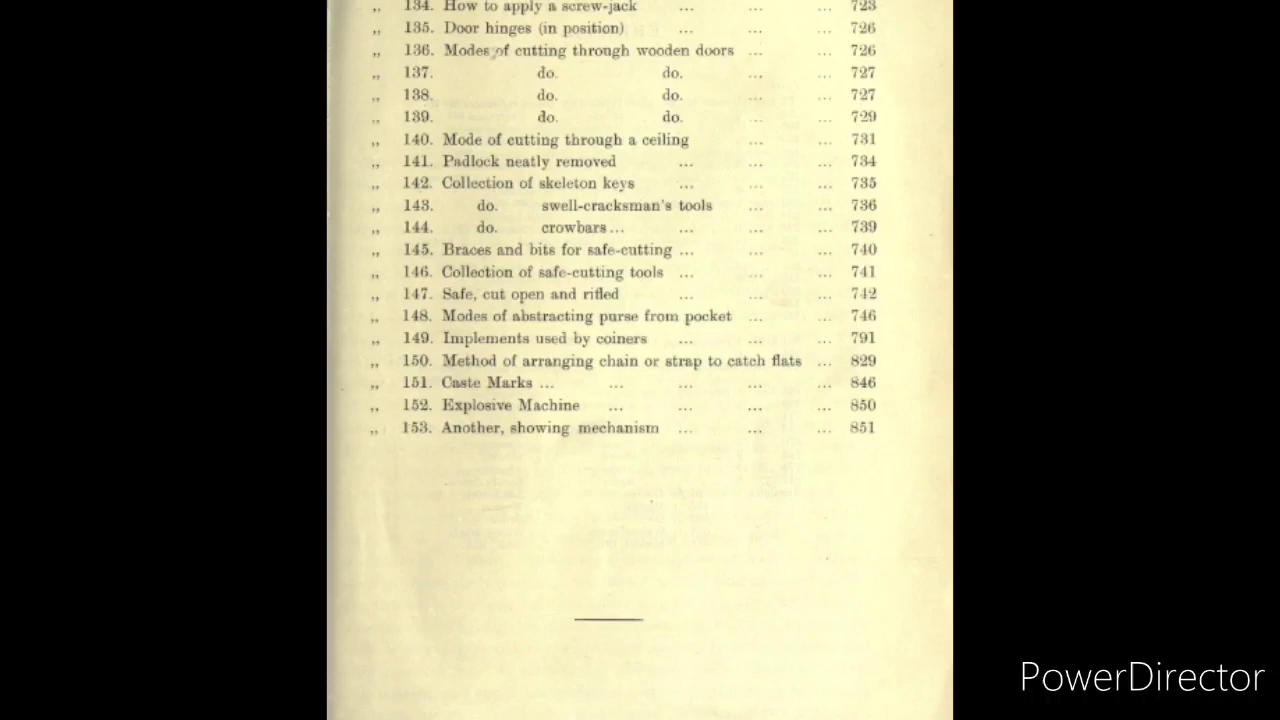 „ 134. How to apply a screw-jack ... ... ... 723
„ 135. Door hinges (in position) ... ... ... 726
„ 136. Modes of cutting through wooden doors ... ... 726
„ 137. do. do. ... ... 727
„ 138. do. do. ... ... 727
„ 139. do. do. ... ... 729
„ 140. Mode of cutting through a ceiling ... ... 731
„ 141. Padlock neatly removed ... ... ... 734
„ 142. Collection of skeleton keys ... ... ... 735
„ 143. do. swell-cracksman's tools ... ... 736
„ 144. do. crowbars... ... ... ... 739
„ 145. Braces and bits for safe-cutting ... ... ... 740
„ 146. Collection of safe-cutting tools ... ... ... 741
„ 147. Safe, cut open and rifled ... ... ... 742
„ 148. Modes of abstracting purse from pocket ... ... 746
„ 149. Implements used by coiners ... ... ... 791
„ 150. Method of arranging chain or strap to catch flats ... 829
„ 151. Caste Marks ... ... ... ... ... 846
„ 152. Explosive Machine ... ... ... ... 850
„ 153. Another, showing mechanism ... ... ... 851
PowerDirector